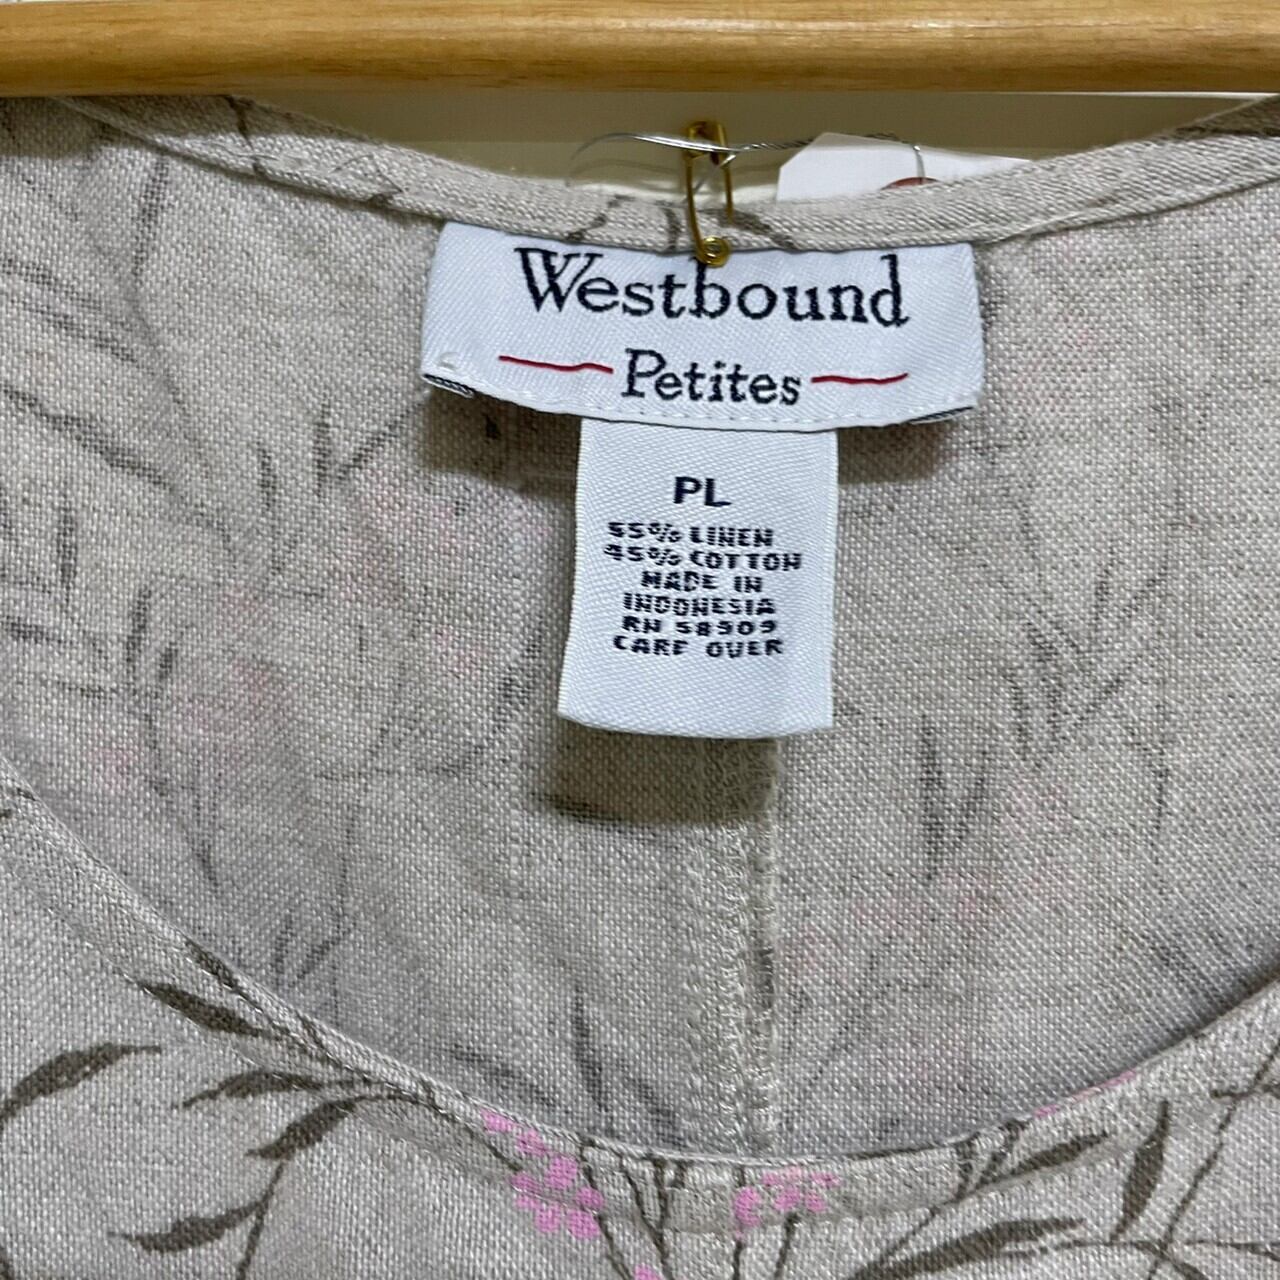 Westbound
Petites
PL
55% LINEN
45% COTTON
MADE IN
INDONESIA
RN 58909
CARE OVER